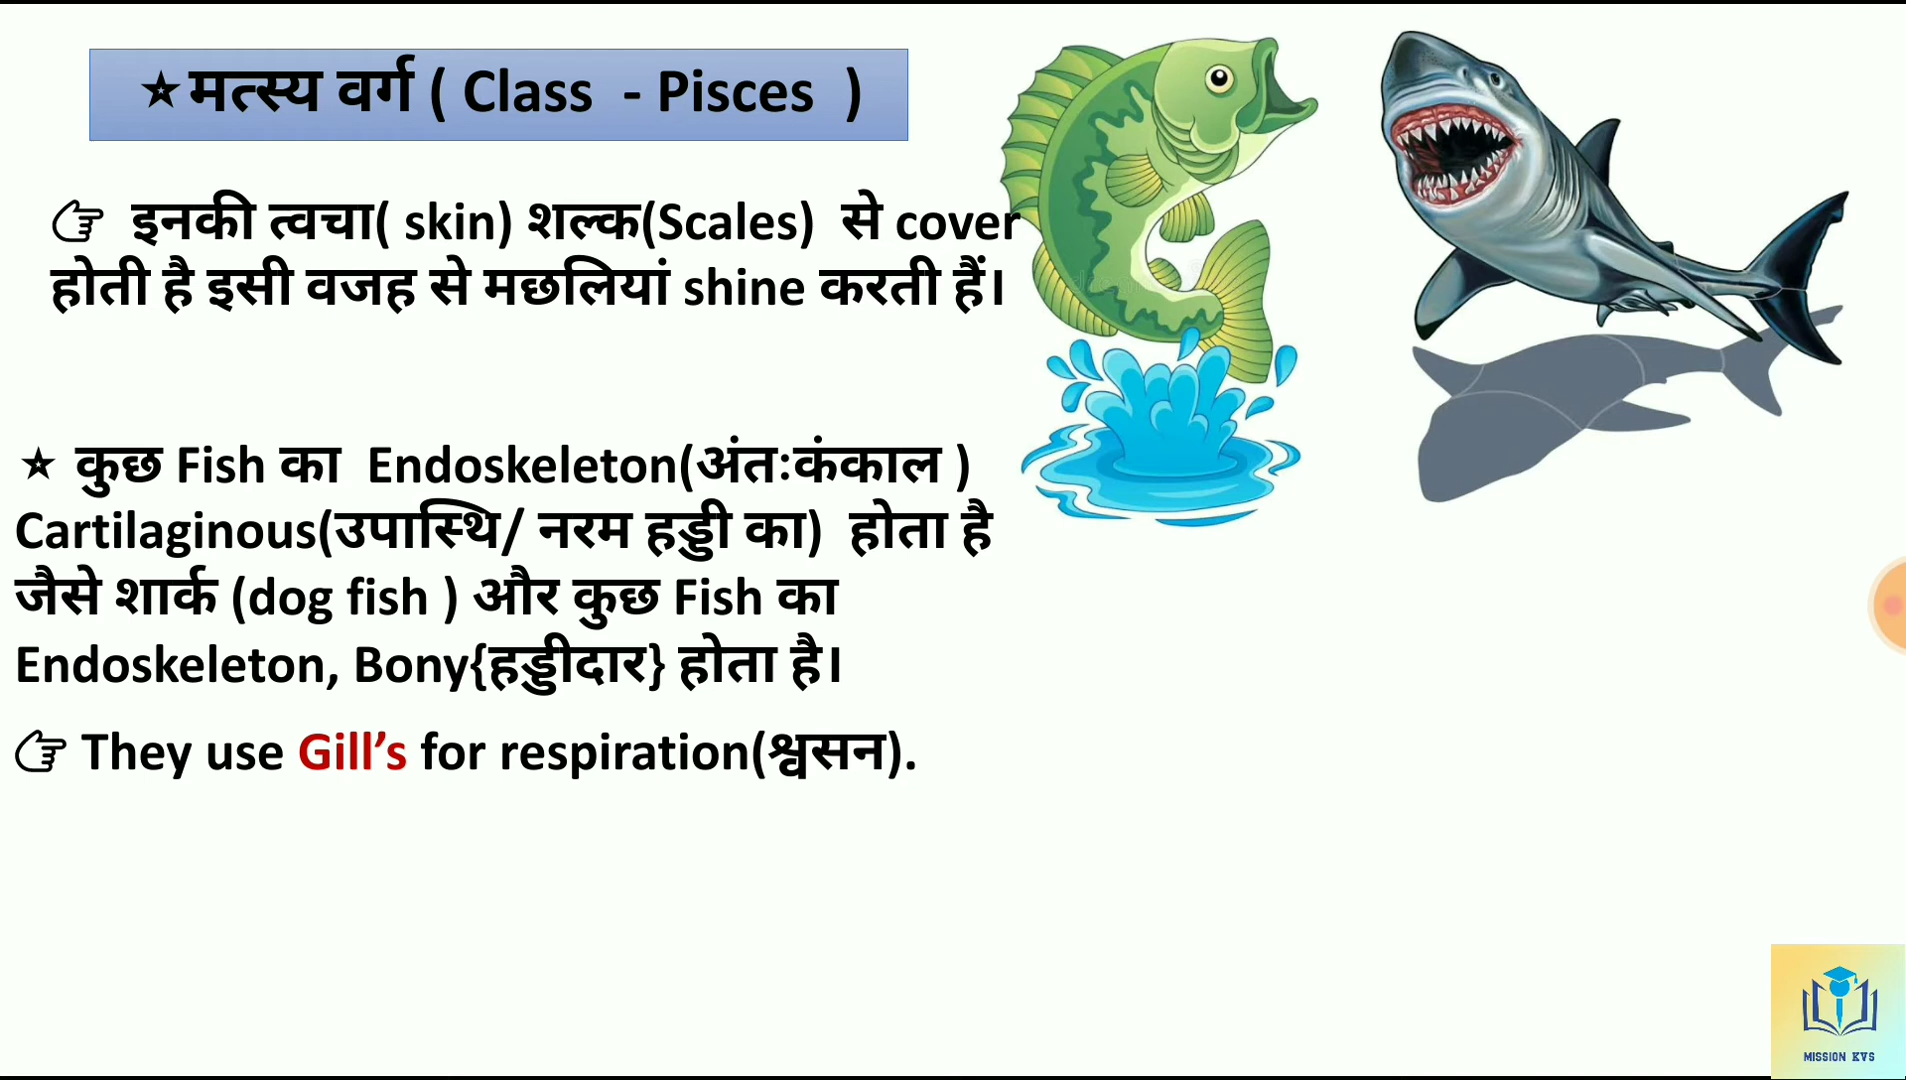 ★मत्स्य वर्ग ( Class - Pisces )
👉 इनकी त्वचा( skin) शल्क(Scales) से cover
होती है इसी वजह से मछलियां shine करती हैं।
★ कुछ Fish का Endoskeleton(अंतःकंकाल )
Cartilaginous(उपास्थि/ नरम हड्डी का) होता है
जैसे शार्क (dog fish ) और कुछ Fish का
Endoskeleton, Bony{हड्डीदार} होता है।
👉 They use Gill’s for respiration(श्वसन).
MISSION KVS